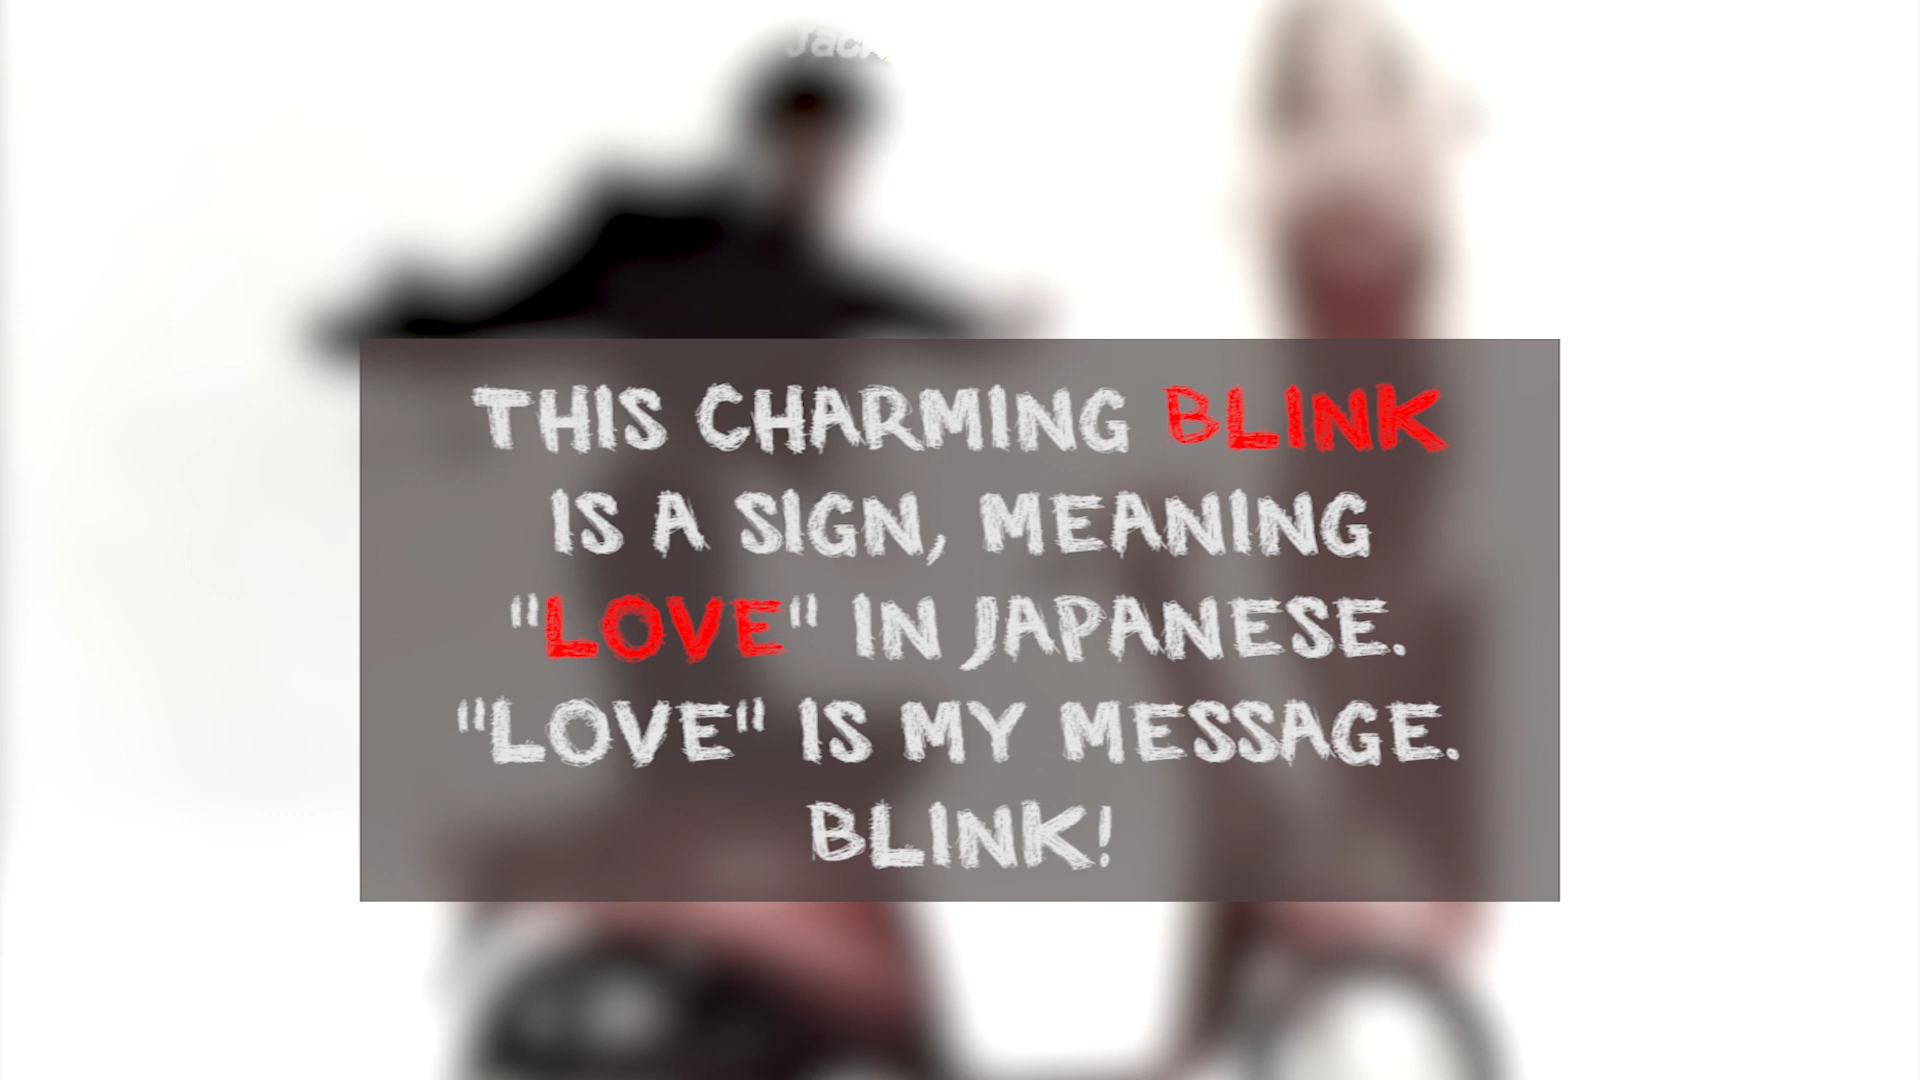 THIS CHARMING BLINK
IS A SIGN, MEANING
"LOVE" IN JAPANESE.
"LOVE" IS MY MESSAGE.
BLINK!